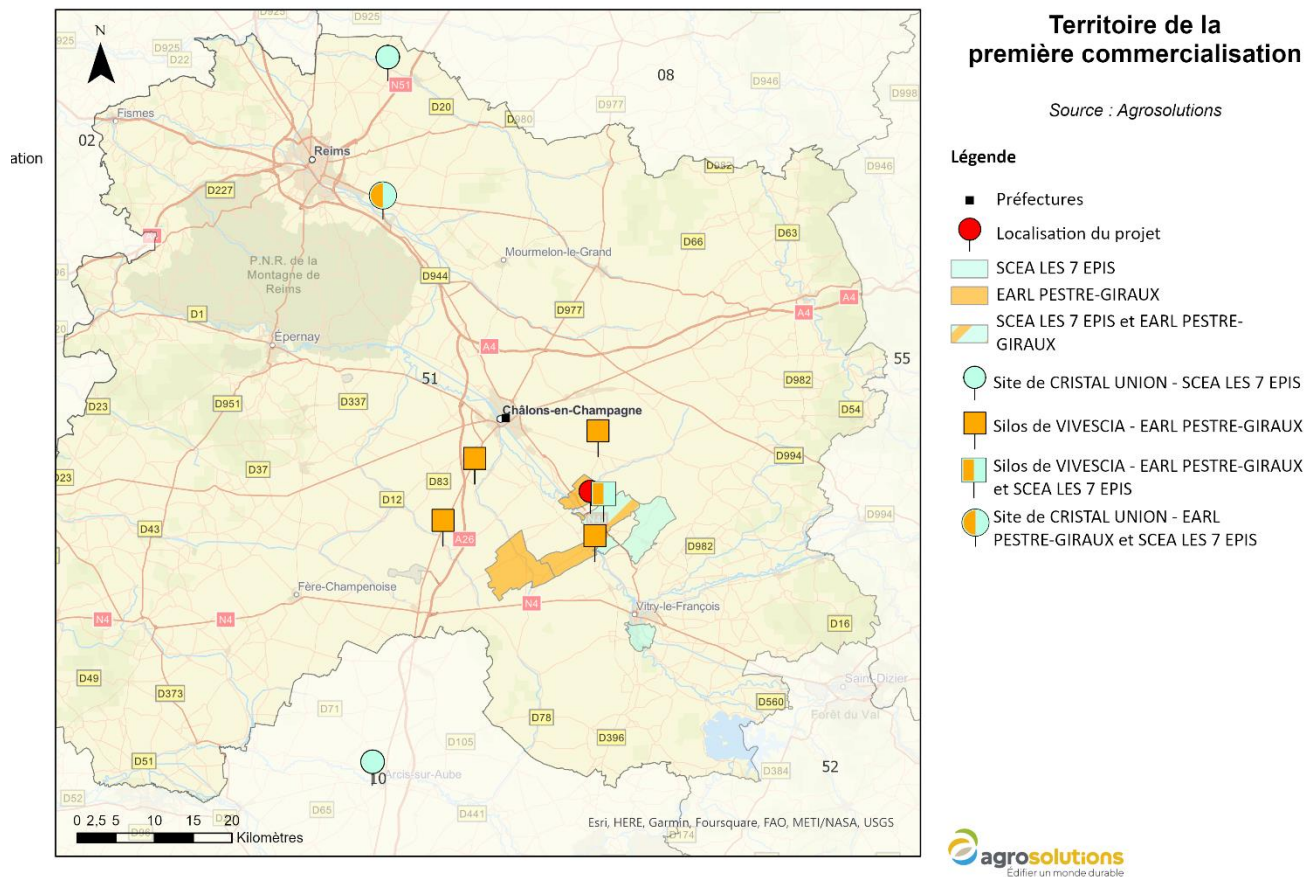 ation
Territoire de la
première commercialisation
Source : Agrosolutions
Légende
Préfectures
Localisation du projet
SCEA LES 7 EPIS
EARL PESTRE-GIRAUX
SCEA LES 7 EPIS et EARL PESTRE-
GIRAUX
Site de CRISTAL UNION - SCEA LES 7 EPIS
Silos de VIVESCIA - EARL PESTRE-GIRAUX
Silos de VIVESCIA - EARL PESTRE-GIRAUX
et SCEA LES 7 EPIS
Site de CRISTAL UNION - EARL
PESTRE-GIRAUX et SCEA LES 7 EPIS
N
D925
D925
D925
D22
08
D946
D977
D998
N51
D20
D980
Fismes
02
Reims
D982
D946
D227
D66
D63
Mourmelon-le-Grand
P.N.R. de la
Montagne de
Reims
D944
A4
A4
D977
D1
Épernay
A4
55
51
D982
D23
D951
D337
D54
Châlons-en-Champagne
D994
D37
D83
D23
D12
D994
D43
A26
D982
Fère-Champenoise
N4
N4
N4
Vitry-le-François
D16
D49
Saint-Dizier
D373
D560
Forêt du Val
D71
D78
D105
D396
D51
10
Arcis-sur-Aube
D384
52
D52
D65
D441
D174
0 2,5 5 10 15 20
Kilomètres
Esri, HERE, Garmin, Foursquare, FAO, METI/NASA, USGS
agrosolutions
Édifier un monde durable